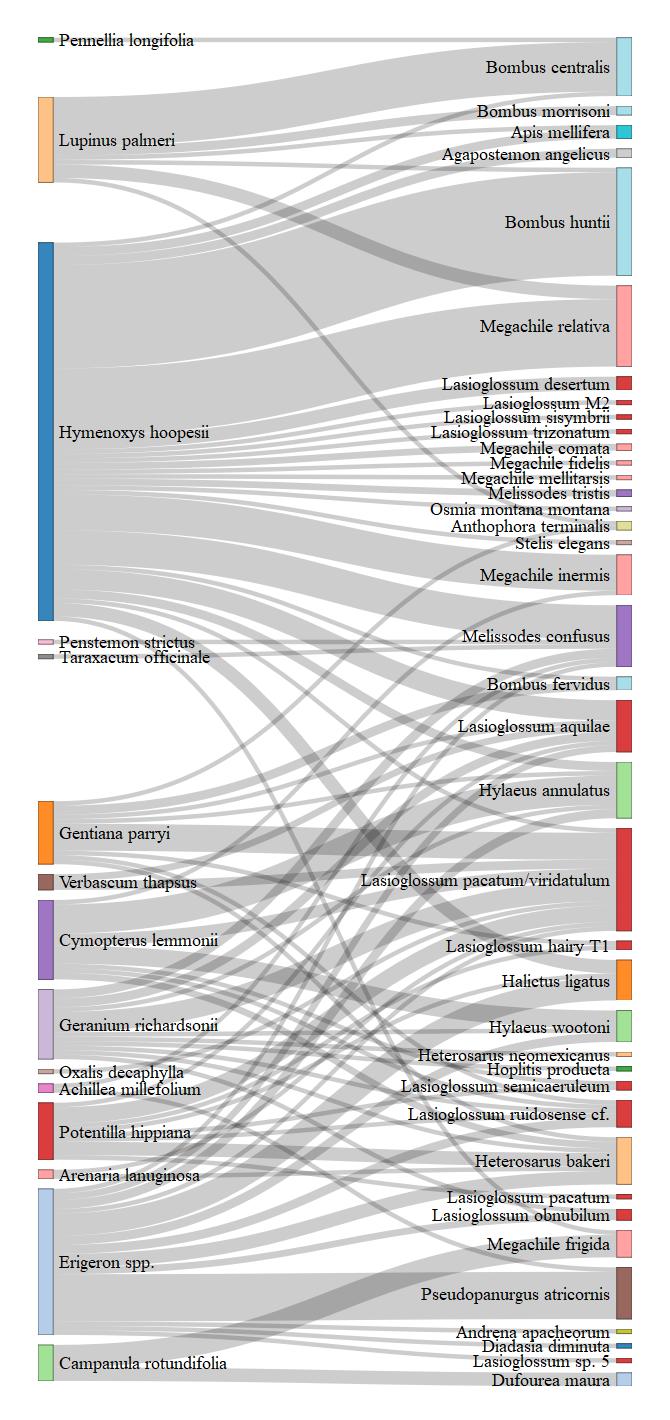 Pennellia longifolia
Lupinus palmeri
Hymenoxys hoopesii
Penstemon strictus
Taraxacum officinale
Gentiana parryi
Verbascum thapsus
Cymopterus lemmonii
Geranium richardsonii
Oxalis decaphylla
Achillea millefolium
Potentilla hippiana
Arenaria lanuginosa
Erigeron spp.
Campanula rotundifolia
Bombus centralis
Bombus morrisoni
Apis mellifera
Agapostemon angelicus
Bombus huntii
Megachile relativa
Lasioglossum desertum
Lasioglossum M2
Lasioglossum sisymbrii
Lasioglossum trizonatum
Megachile comata
Megachile fidelis
Megachile mellitarsis
Melissodes tristis
Osmia montana montana
Anthophora terminalis
Stelis elegans
Megachile inermis
Melissodes confusus
Bombus fervidus
Lasioglossum aquilae
Hylaeus annulatus
Lasioglossum pacatum/viridatulum
Lasioglossum hairy T1
Halictus ligatus
Hylaeus wootoni
Heterosarus neomexicanus
Hoplitis producta
Lasioglossum semicaeruleum
Lasioglossum ruidosense cf.
Heterosarus bakeri
Lasioglossum pacatum
Lasioglossum obnubilum
Megachile frigida
Pseudopanurgus atricornis
Andrena apacheorum
Diadasia diminuta
Lasioglossum sp. 5
Dufourea maura